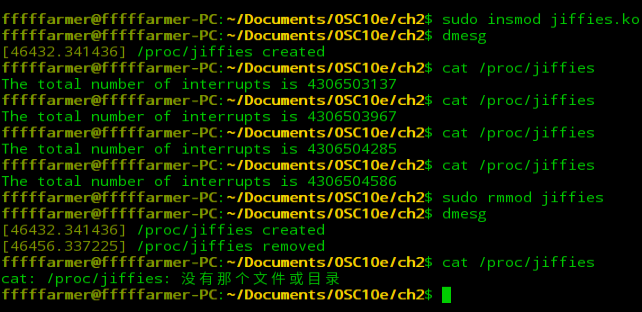 fffffarmer@fffffarmer-PC:~/Documents/OSC10e/ch2$ sudo insmod jiffies.ko
fffffarmer@fffffarmer-PC:~/Documents/OSC10e/ch2$ dmesg
[46432.341436] /proc/jiffies created
fffffarmer@fffffarmer-PC:~/Documents/OSC10e/ch2$ cat /proc/jiffies
The total number of interrupts is 4306503137
fffffarmer@fffffarmer-PC:~/Documents/OSC10e/ch2$ cat /proc/jiffies
The total number of interrupts is 4306503967
fffffarmer@fffffarmer-PC:~/Documents/OSC10e/ch2$ cat /proc/jiffies
The total number of interrupts is 4306504285
fffffarmer@fffffarmer-PC:~/Documents/OSC10e/ch2$ cat /proc/jiffies
The total number of interrupts is 4306504586
fffffarmer@fffffarmer-PC:~/Documents/OSC10e/ch2$ sudo rmmod jiffies
fffffarmer@fffffarmer-PC:~/Documents/OSC10e/ch2$ dmesg
[46432.341436] /proc/jiffies created
[46456.337225] /proc/jiffies removed
fffffarmer@fffffarmer-PC:~/Documents/OSC10e/ch2$ cat /proc/jiffies
cat: /proc/jiffies: 没有那个文件或目录
fffffarmer@fffffarmer-PC:~/Documents/OSC10e/ch2$